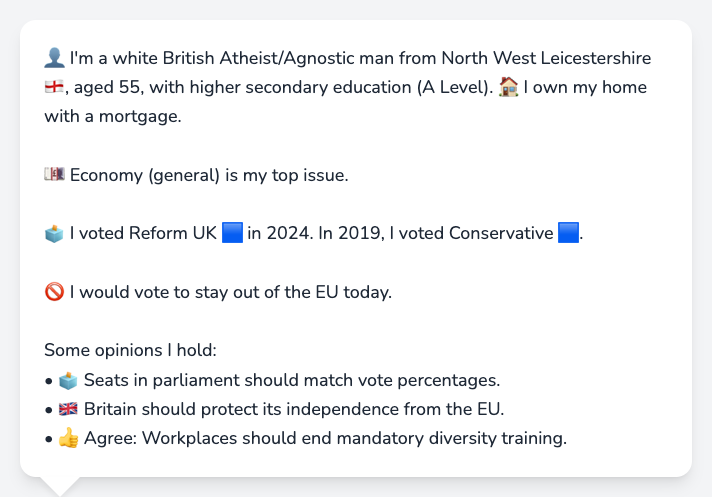 👤 I'm a white British Atheist/Agnostic man from North West Leicestershire
🏴󠁧󠁢󠁥󠁮󠁧󠁿, aged 55, with higher secondary education (A Level). 🏠 I own my home
with a mortgage.
💷 Economy (general) is my top issue.
🗳️ I voted Reform UK 🟦 in 2024. In 2019, I voted Conservative 🟦.
🚫 I would vote to stay out of the EU today.
Some opinions I hold:
• 🗳️ Seats in parliament should match vote percentages.
• 🇬🇧 Britain should protect its independence from the EU.
• 👍 Agree: Workplaces should end mandatory diversity training.